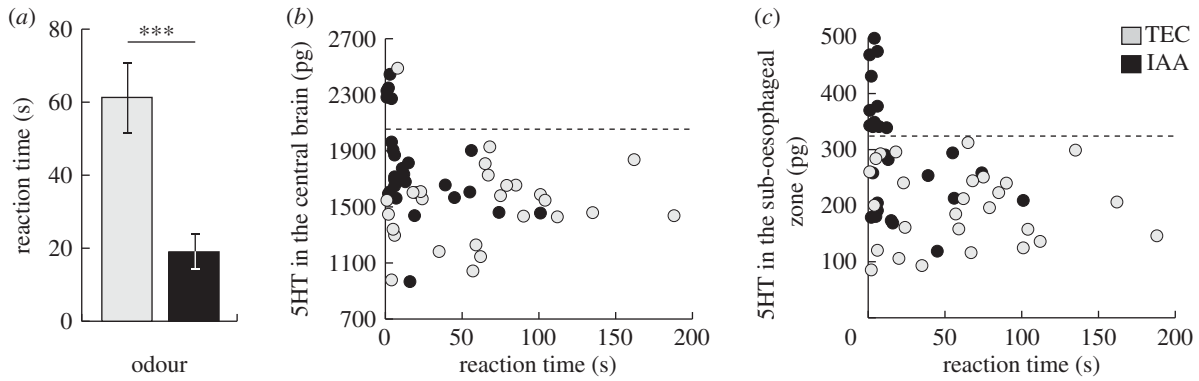 (a)
80
60
40
20
0
reaction time (s)
***
odour
(b)
2700
2300
1900
1500
1100
700
5HT in the central brain (pg)
0 50 100 150 200
reaction time (s)
(c)
500
400
300
200
100
0
5HT in the sub-oesophageal
zone (pg)
50 100 150 200
reaction time (s)
TEC
IAA